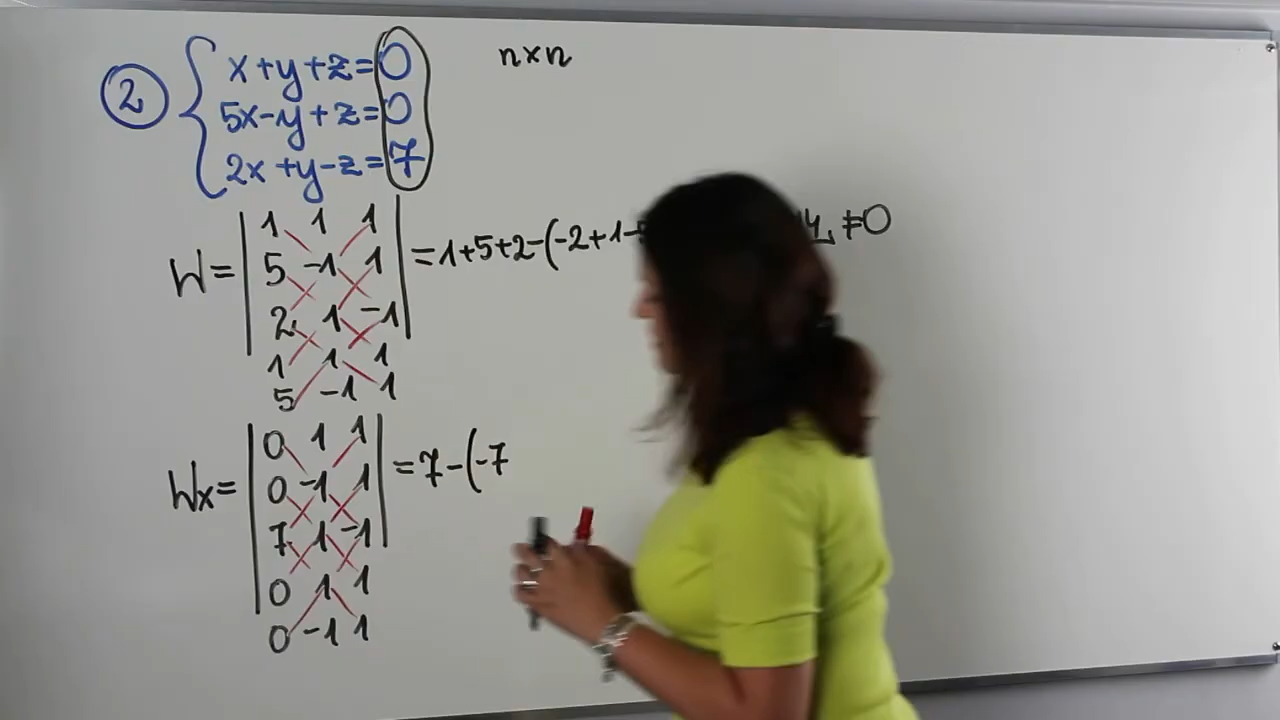 ② x+y+z=0
5x-y+z=0
2x+y-z=7
n×n
W= | 1 1 1 | =1+5+2-(-2+1- 4 ≠0
5 -1 1
2 1 -1
1 1 1
5 -1 1
Wx= | 0 1 1 | =7-(-7
0 -1 1
7 1 -1
0 1 1
0 -1 1